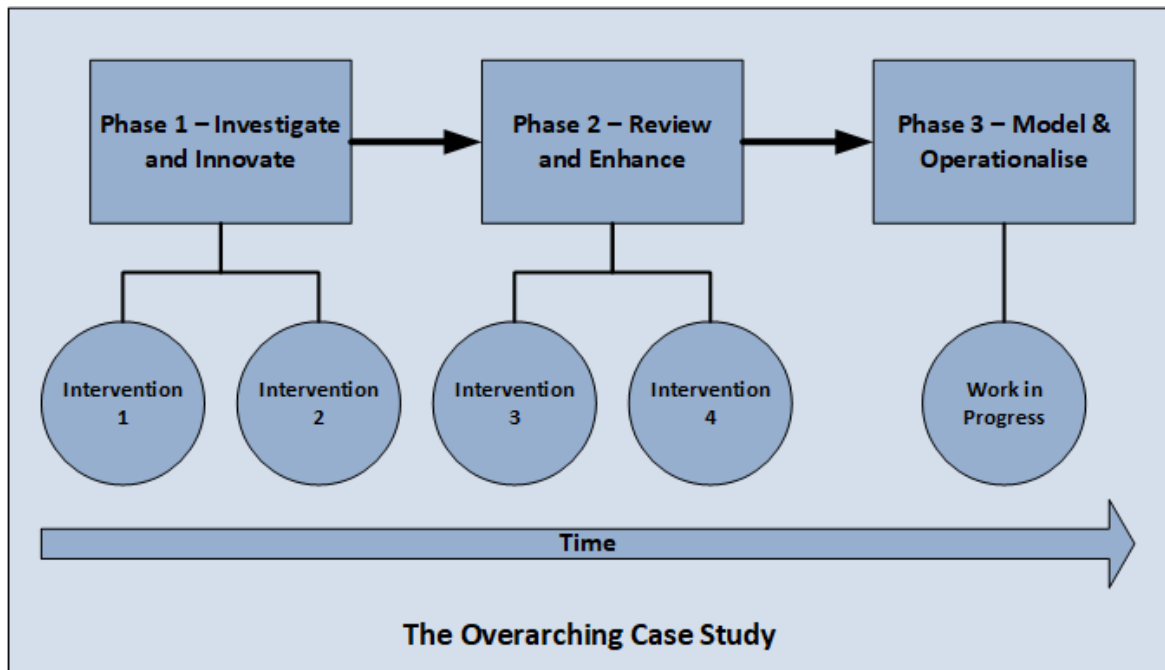 Phase 1 – Investigate
and Innovate
Phase 2 – Review
and Enhance
Phase 3 – Model &
Operationalise
Intervention
1
Intervention
2
Intervention
3
Intervention
4
Work in
Progress
Time
The Overarching Case Study